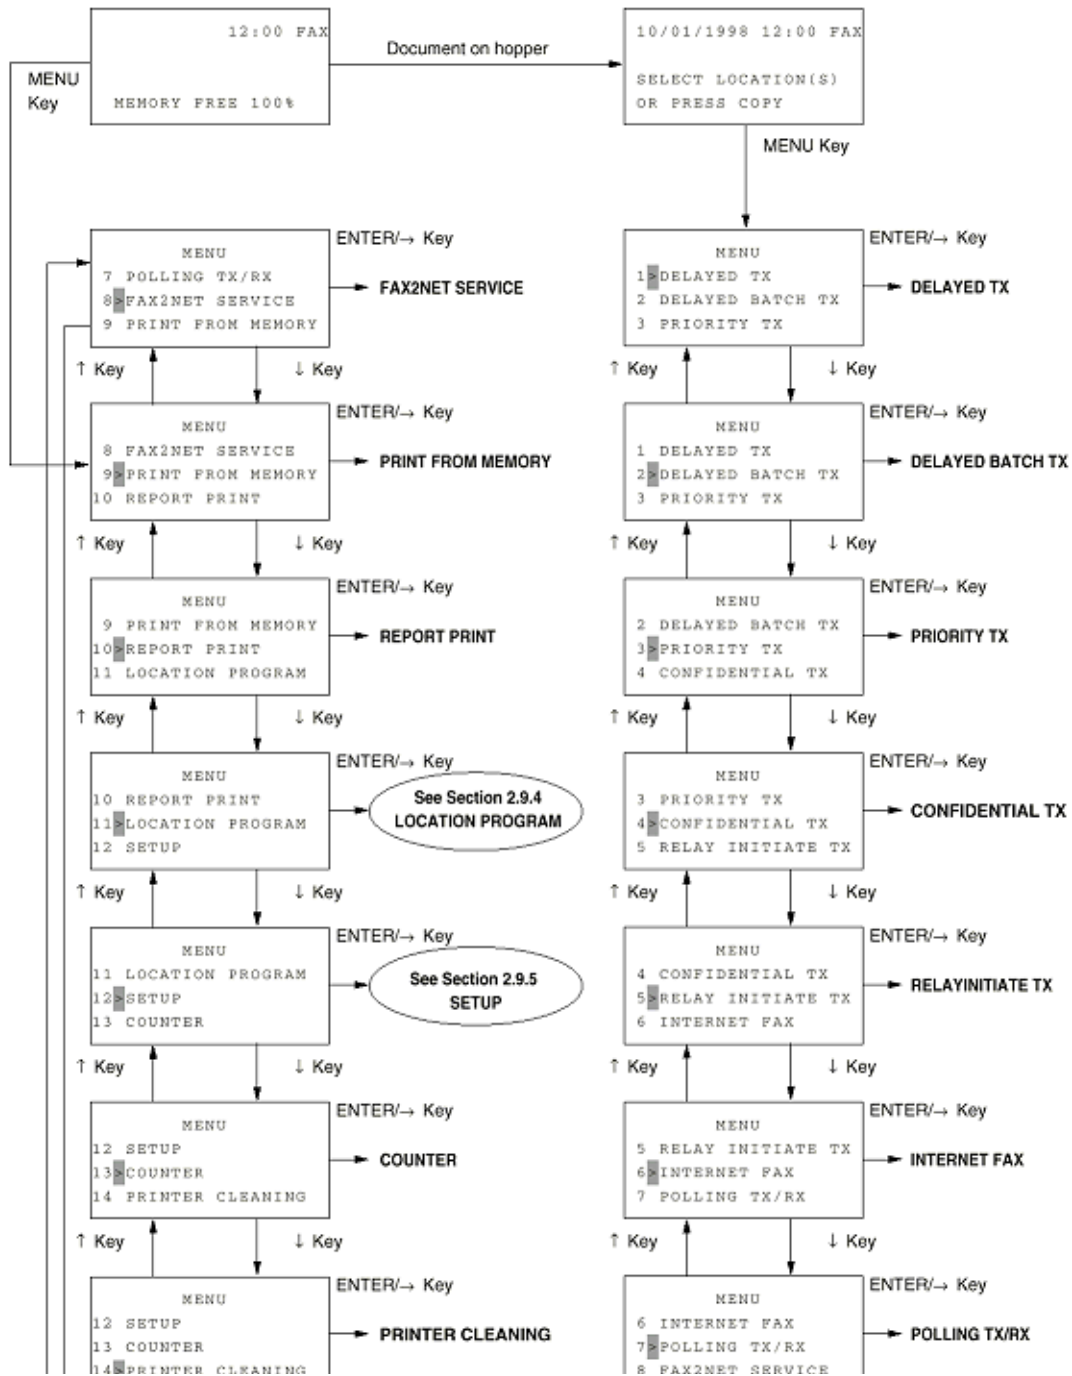 12:00 FAX
MEMORY FREE 100%
MENU
Key
Document on hopper
10/01/1998 12:00 FAX
SELECT LOCATION(S)
OR PRESS COPY
MENU Key
MENU
7 POLLING TX/RX
8>FAX2NET SERVICE
9 PRINT FROM MEMORY
ENTER/→ Key
FAX2NET SERVICE
↑ Key
↓ Key
MENU
8 FAX2NET SERVICE
9>PRINT FROM MEMORY
10 REPORT PRINT
ENTER/→ Key
PRINT FROM MEMORY
↑ Key
↓ Key
MENU
9 PRINT FROM MEMORY
10>REPORT PRINT
11 LOCATION PROGRAM
ENTER/→ Key
REPORT PRINT
↑ Key
↓ Key
MENU
10 REPORT PRINT
11>LOCATION PROGRAM
12 SETUP
ENTER/→ Key
See Section 2.9.4
LOCATION PROGRAM
↑ Key
↓ Key
MENU
11 LOCATION PROGRAM
12>SETUP
13 COUNTER
ENTER/→ Key
See Section 2.9.5
SETUP
↑ Key
↓ Key
MENU
12 SETUP
13>COUNTER
14 PRINTER CLEANING
ENTER/→ Key
COUNTER
↑ Key
↓ Key
MENU
12 SETUP
13 COUNTER
14>PRINTER CLEANING
ENTER/→ Key
PRINTER CLEANING
MENU
1>DELAYED TX
2 DELAYED BATCH TX
3 PRIORITY TX
ENTER/→ Key
DELAYED TX
↑ Key
↓ Key
MENU
1 DELAYED TX
2>DELAYED BATCH TX
3 PRIORITY TX
ENTER/→ Key
DELAYED BATCH TX
↑ Key
↓ Key
MENU
2 DELAYED BATCH TX
3>PRIORITY TX
4 CONFIDENTIAL TX
ENTER/→ Key
PRIORITY TX
↑ Key
↓ Key
MENU
3 PRIORITY TX
4>CONFIDENTIAL TX
5 RELAY INITIATE TX
ENTER/→ Key
CONFIDENTIAL TX
↑ Key
↓ Key
MENU
4 CONFIDENTIAL TX
5>RELAY INITIATE TX
6 INTERNET FAX
ENTER/→ Key
RELAYINITIATE TX
↑ Key
↓ Key
MENU
5 RELAY INITIATE TX
6>INTERNET FAX
7 POLLING TX/RX
ENTER/→ Key
INTERNET FAX
↑ Key
↓ Key
MENU
6 INTERNET FAX
7>POLLING TX/RX
8 FAX2NET SERVICE
ENTER/→ Key
POLLING TX/RX